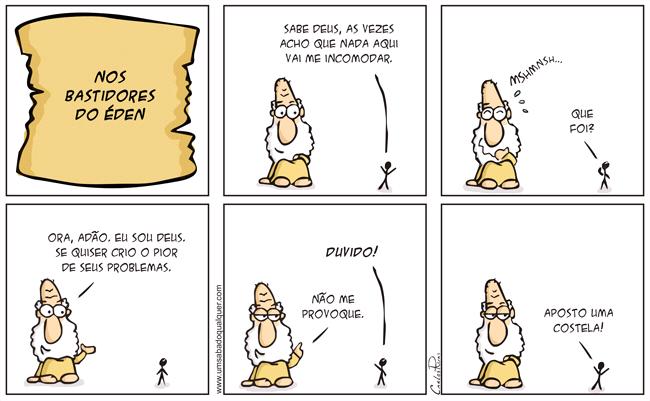 NOS
BASTIDORES
DO ÉDEN
SABE DEUS, AS VEZES
ACHO QUE NADA AQUI
VAI ME INCOMODAR.
MSHMNSH...
QUE
FOI?
ORA, ADÃO. EU SOU DEUS.
SE QUISER CRIO O PIOR
DE SEUS PROBLEMAS.
www.umsabadoqualquer.com
DUVIDO!
NÃO ME
PROVOQUE.
APOSTO UMA
COSTELA!